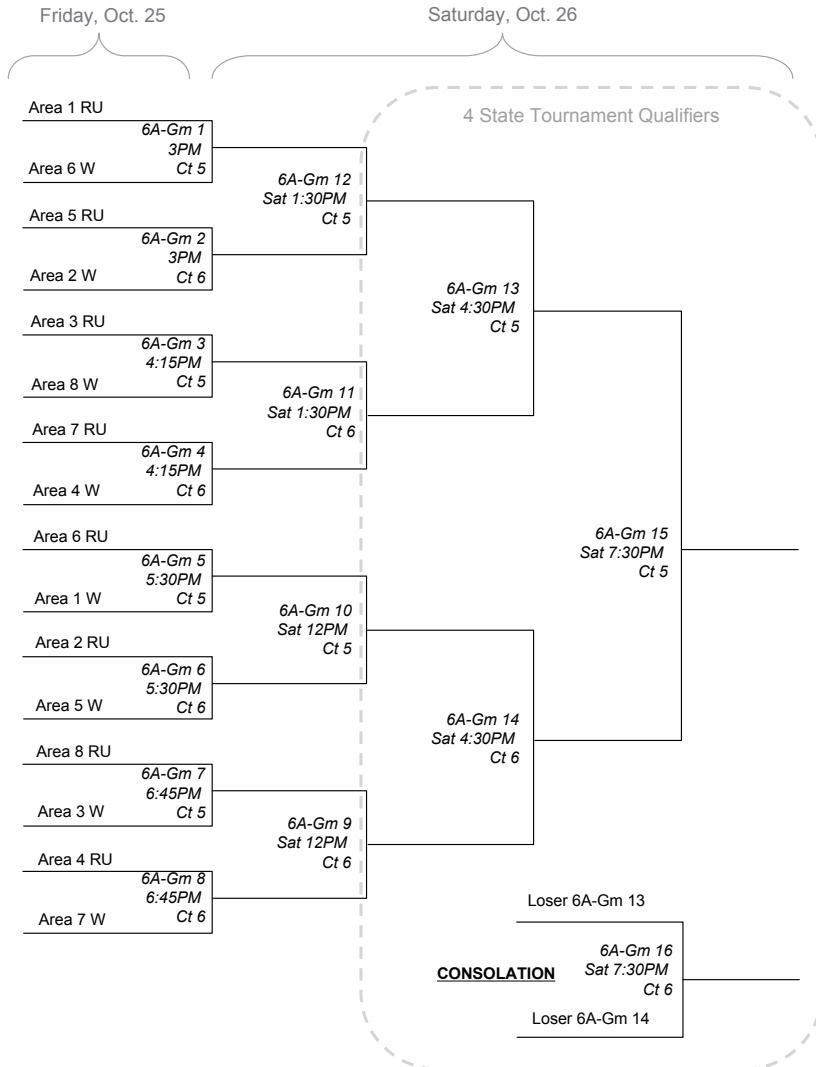 Friday, Oct. 25
Saturday, Oct. 26
4 State Tournament Qualifiers
Area 1 RU
6A-Gm 1
3PM
Ct 5
Area 6 W
6A-Gm 12
Sat 1:30PM
Ct 5
Area 5 RU
6A-Gm 2
3PM
Ct 6
Area 2 W
6A-Gm 13
Sat 4:30PM
Ct 5
Area 3 RU
6A-Gm 3
4:15PM
Ct 5
Area 8 W
6A-Gm 11
Sat 1:30PM
Ct 6
Area 7 RU
6A-Gm 4
4:15PM
Ct 6
Area 4 W
6A-Gm 15
Sat 7:30PM
Ct 5
Area 6 RU
6A-Gm 5
5:30PM
Ct 5
Area 1 W
6A-Gm 10
Sat 12PM
Ct 5
Area 2 RU
6A-Gm 6
5:30PM
Ct 6
Area 5 W
6A-Gm 14
Sat 4:30PM
Ct 6
Area 8 RU
6A-Gm 7
6:45PM
Ct 5
Area 3 W
6A-Gm 9
Sat 12PM
Ct 6
Area 4 RU
6A-Gm 8
6:45PM
Ct 6
Area 7 W
Loser 6A-Gm 13
CONSOLATION
6A-Gm 16
Sat 7:30PM
Ct 6
Loser 6A-Gm 14